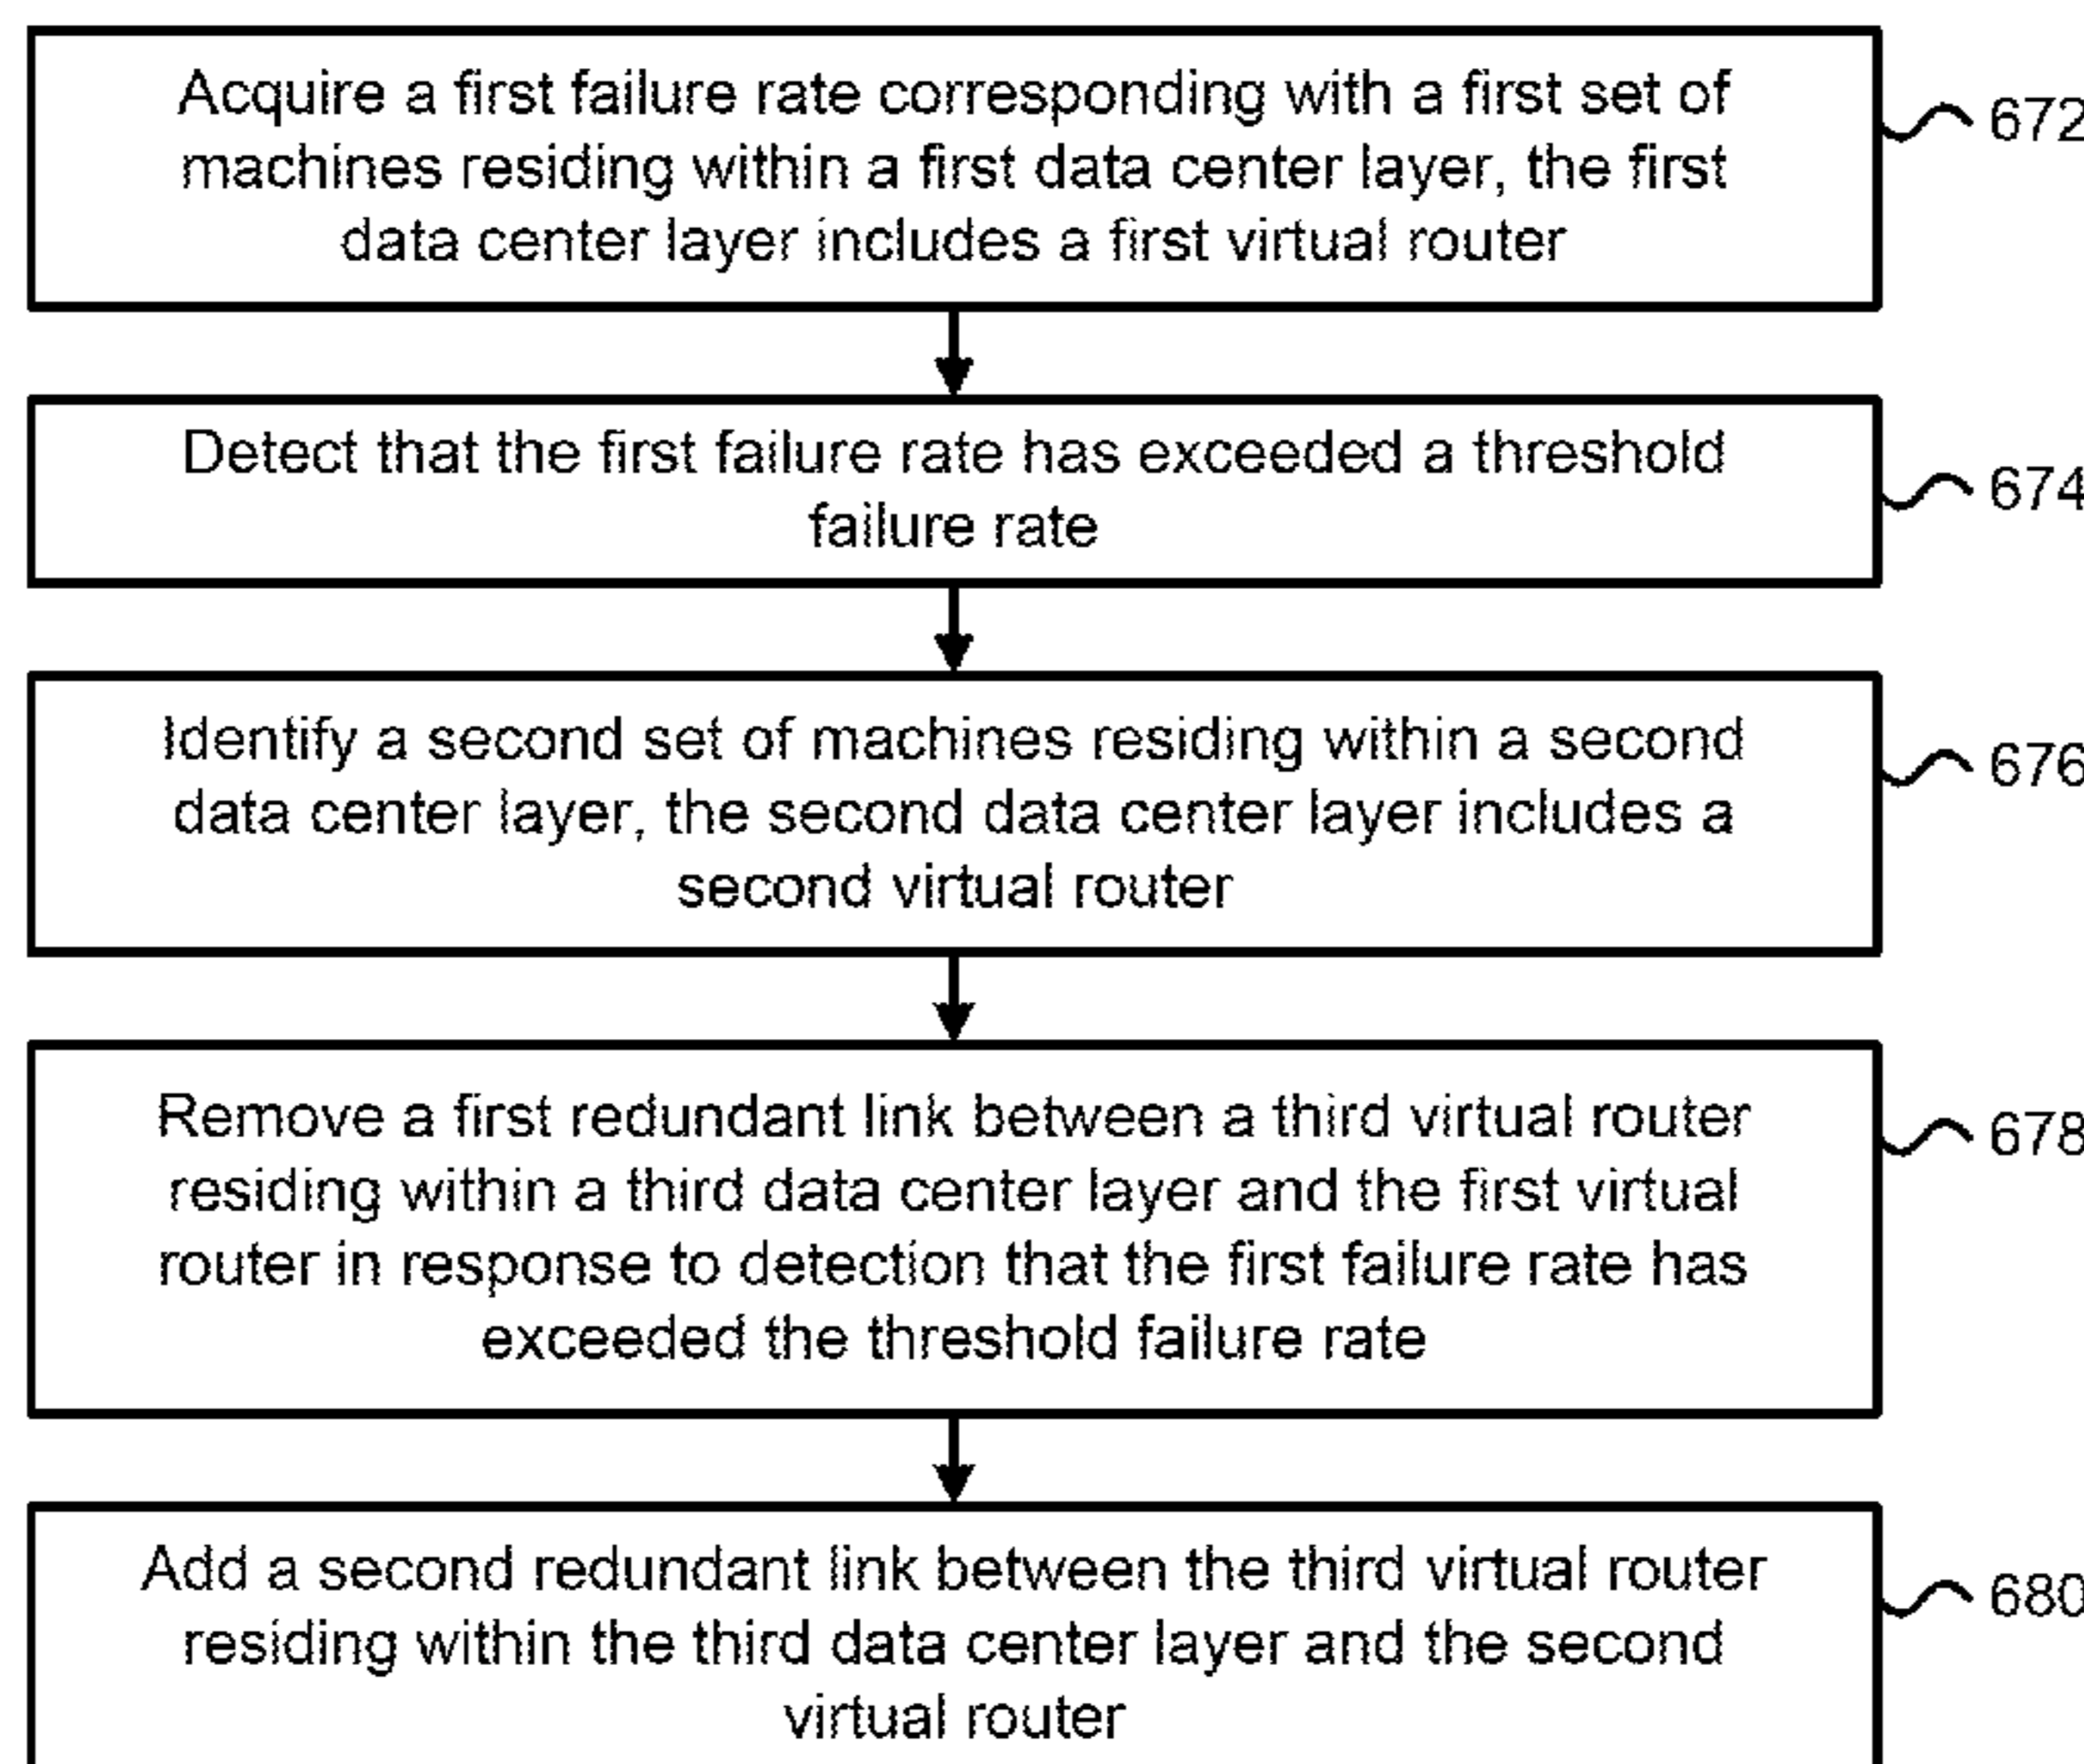 Acquire a first failure rate corresponding with a first set of
machines residing within a first data center layer, the first
data center layer includes a first virtual router
672
Detect that the first failure rate has exceeded a threshold
failure rate
674
Identify a second set of machines residing within a second
data center layer, the second data center layer includes a
second virtual router
676
Remove a first redundant link between a third virtual router
residing within a third data center layer and the first virtual
router in response to detection that the first failure rate has
exceeded the threshold failure rate
678
Add a second redundant link between the third virtual router
residing within the third data center layer and the second
virtual router
680